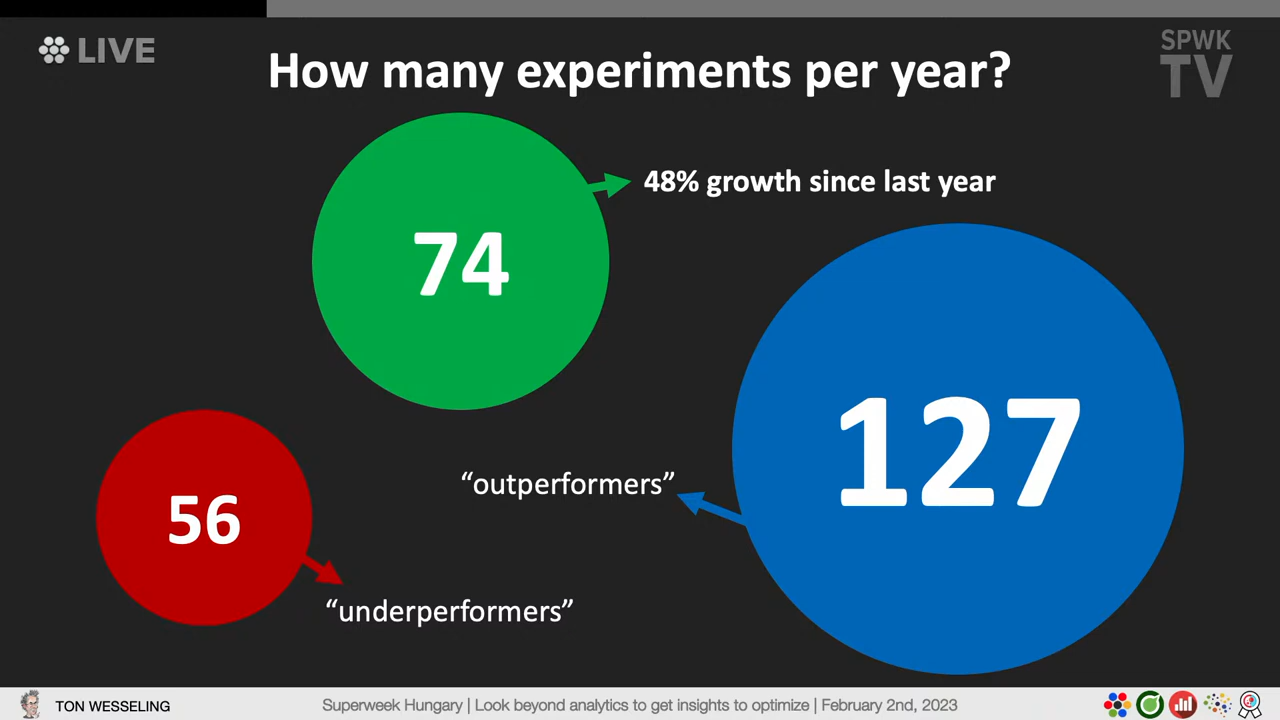 LIVE
SPWK
TV
How many experiments per year?
48% growth since last year
74
127
“outperformers”
56
“underperformers”
TON WESSELING
Superweek Hungary | Look beyond analytics to get insights to optimize | February 2nd, 2023